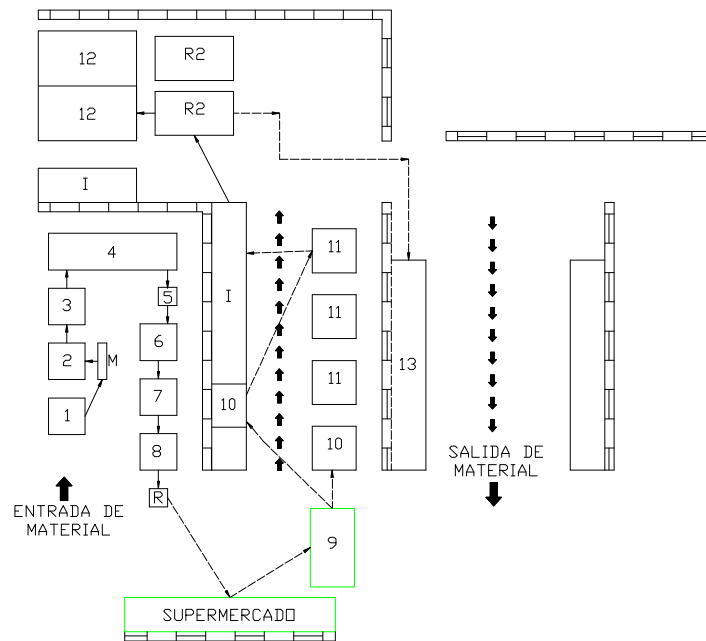 12
R2
12
R2
I
4
11
3
5
I
11
6
2
M
11
13
7
1
10
8
10
SALIDA DE
MATERIAL
R
ENTRADA DE
MATERIAL
9
SUPERMERCADO